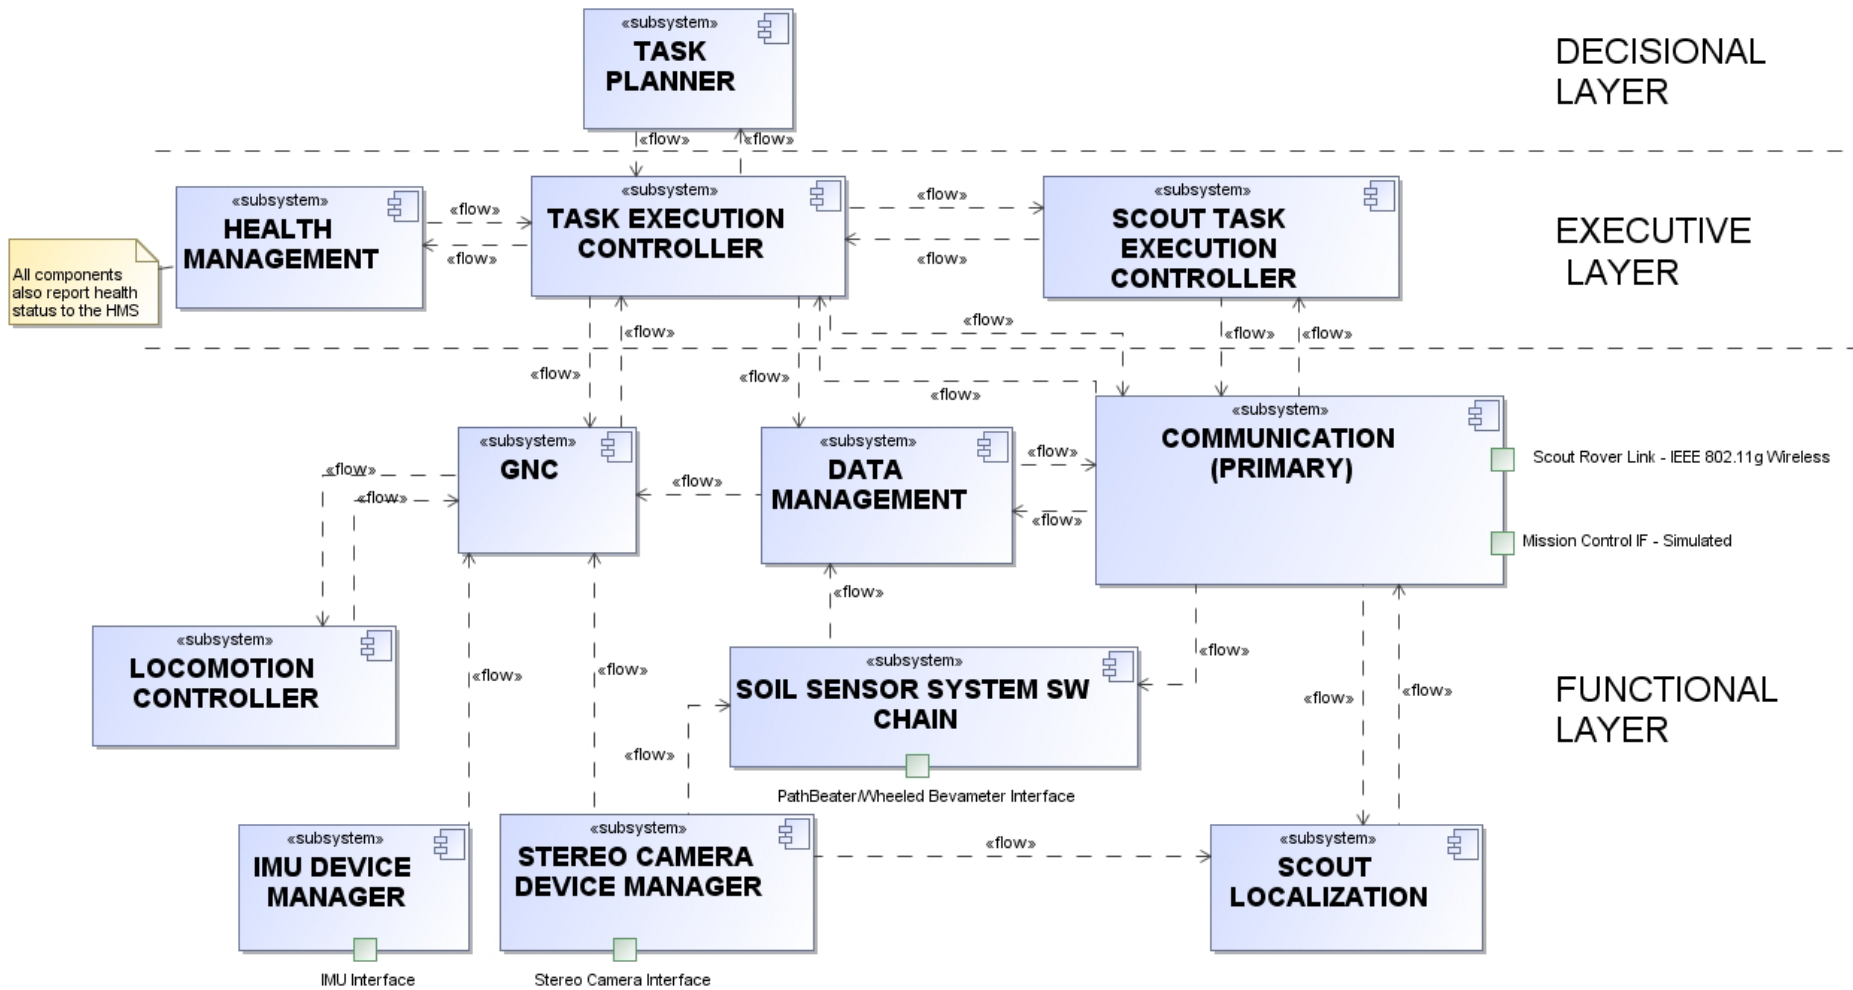 «subsystem»
TASK
PLANNER
DECISIONAL
LAYER
«flow»
«flow»
«subsystem»
HEALTH
MANAGEMENT
«flow»
«flow»
«subsystem»
TASK EXECUTION
CONTROLLER
«flow»
«flow»
«subsystem»
SCOUT TASK
EXECUTION
CONTROLLER
EXECUTIVE
LAYER
All components
also report health
status to the HMS
«flow»
«flow»
«flow»
«flow»
«flow»
«flow»
«flow»
«subsystem»
GNC
«flow»
«flow»
«flow»
«subsystem»
DATA
MANAGEMENT
«flow»
«flow»
«subsystem»
COMMUNICATION
(PRIMARY)
Scout Rover Link - IEEE 802.11g Wireless
Mission Control IF - Simulated
«flow»
«subsystem»
LOCOMOTION
CONTROLLER
«flow»
«flow»
«subsystem»
SOIL SENSOR SYSTEM SW
CHAIN
«flow»
«flow»
«flow»
FUNCTIONAL
LAYER
«flow»
PathBeater/Wheeled Bevameter Interface
«subsystem»
IMU DEVICE
MANAGER
IMU Interface
«subsystem»
STEREO CAMERA
DEVICE MANAGER
Stereo Camera Interface
«flow»
«subsystem»
SCOUT
LOCALIZATION